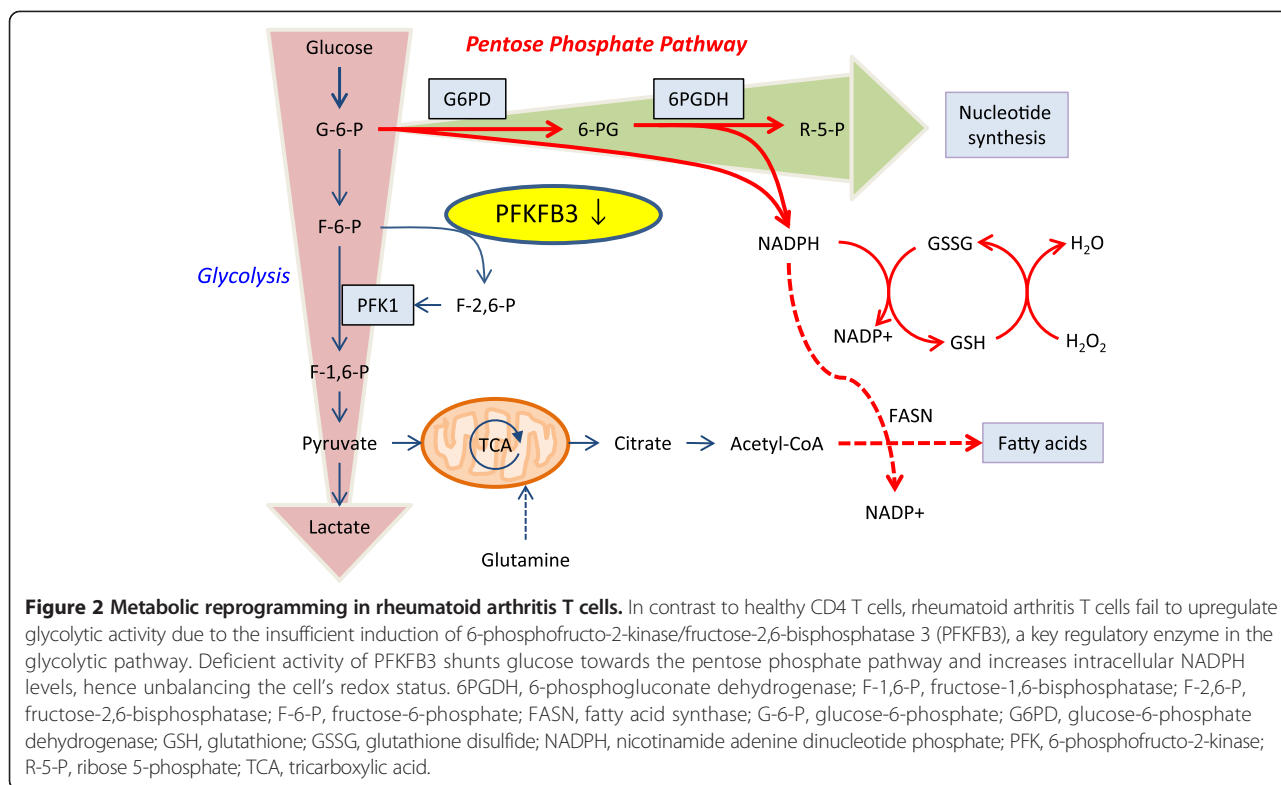 Pentose Phosphate Pathway
Glucose
G6PD
6PGDH
G-6-P
6-PG
R-5-P
Nucleotide
synthesis
PFKFB3 ↓
F-6-P
NADPH
GSSG
H2O
Glycolysis
PFK1
F-2,6-P
NADP+
GSH
H2O2
F-1,6-P
FASN
Pyruvate
TCA
Citrate
Acetyl-CoA
Fatty acids
NADP+
Lactate
Glutamine
Figure 2 Metabolic reprogramming in rheumatoid arthritis T cells. In contrast to healthy CD4 T cells, rheumatoid arthritis T cells fail to upregulate
glycolytic activity due to the insufficient induction of 6-phosphofructo-2-kinase/fructose-2,6-bisphosphatase 3 (PFKFB3), a key regulatory enzyme in the
glycolytic pathway. Deficient activity of PFKFB3 shunts glucose towards the pentose phosphate pathway and increases intracellular NADPH
levels, hence unbalancing the cell's redox status. 6PGDH, 6-phosphogluconate dehydrogenase; F-1,6-P, fructose-1,6-bisphosphatase; F-2,6-P,
fructose-2,6-bisphosphatase; F-6-P, fructose-6-phosphate; FASN, fatty acid synthase; G-6-P, glucose-6-phosphate; G6PD, glucose-6-phosphate
dehydrogenase; GSH, glutathione; GSSG, glutathione disulfide; NADPH, nicotinamide adenine dinucleotide phosphate; PFK, 6-phosphofructo-2-kinase;
R-5-P, ribose 5-phosphate; TCA, tricarboxylic acid.